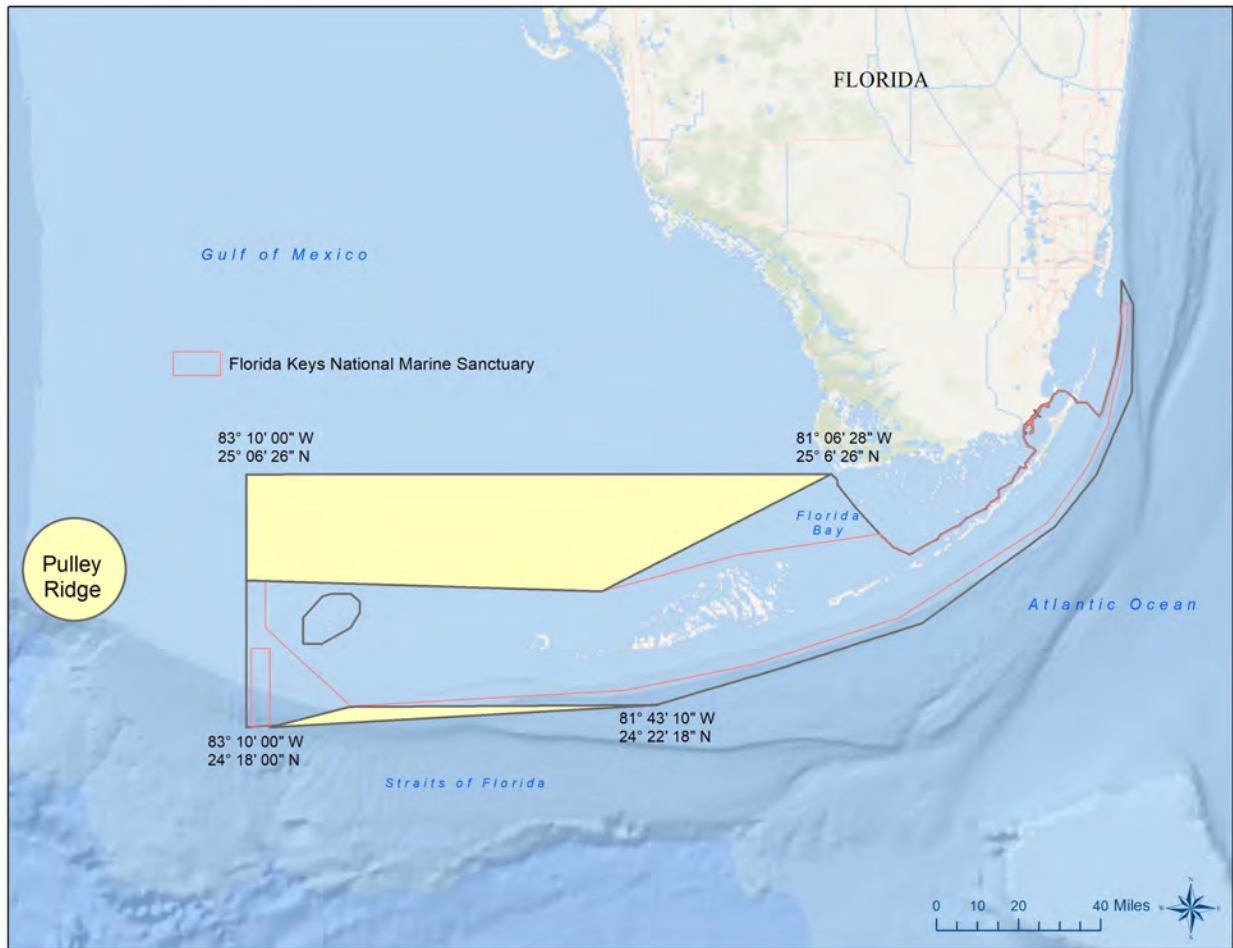 FLORIDA
Gulf of Mexico
Florida Keys National Marine Sanctuary
83° 10' 00" W
25° 06' 26" N
81° 06' 28" W
25° 6' 26" N
Florida
Bay
Pulley
Ridge
Atlantic Ocean
81° 43' 10" W
24° 22' 18" N
83° 10' 00" W
24° 18' 00" N
Straits of Florida
0 10 20 40 Miles